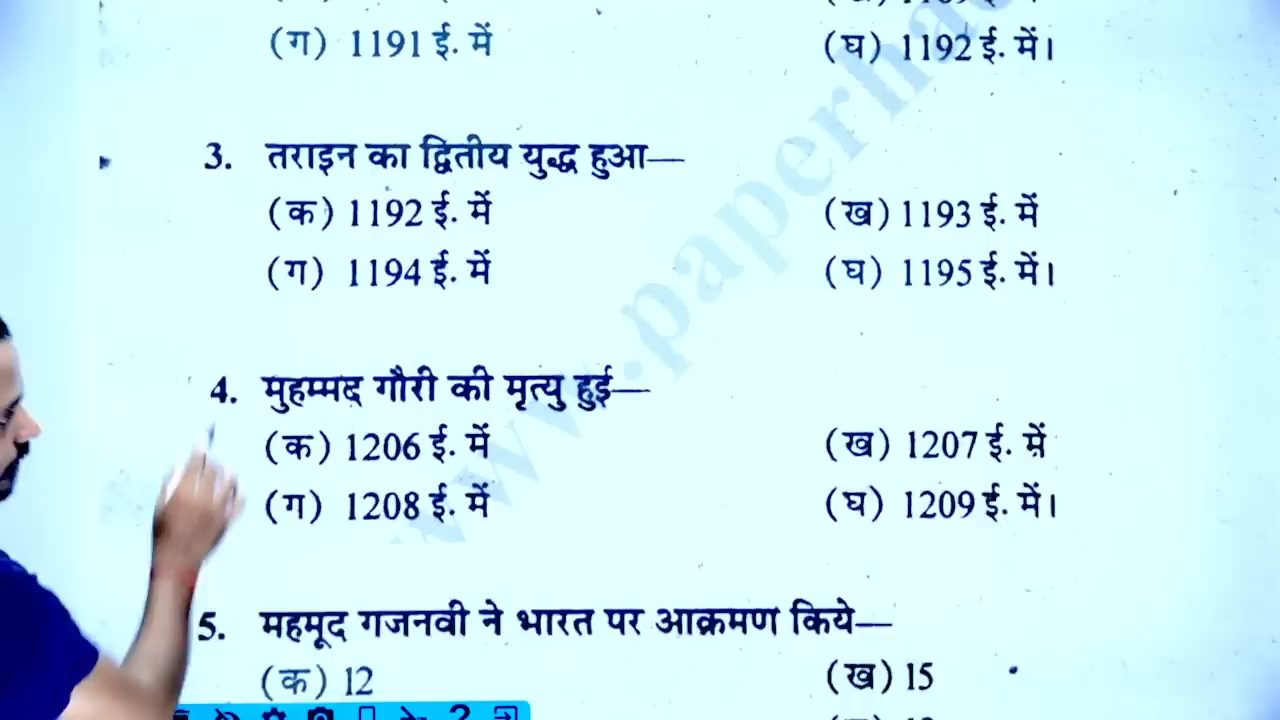 (ग) 1191 ई. में (घ) 1192 ई. में।
3. तराइन का द्वितीय युद्ध हुआ—
(क) 1192 ई. में (ख) 1193 ई. में
(ग) 1194 ई. में (घ) 1195 ई. में।
4. मुहम्मद गौरी की मृत्यु हुई—
(क) 1206 ई. में (ख) 1207 ई. में
(ग) 1208 ई. में (घ) 1209 ई. में।
5. महमूद गजनवी ने भारत पर आक्रमण किये—
(क) 12 (ख) 15